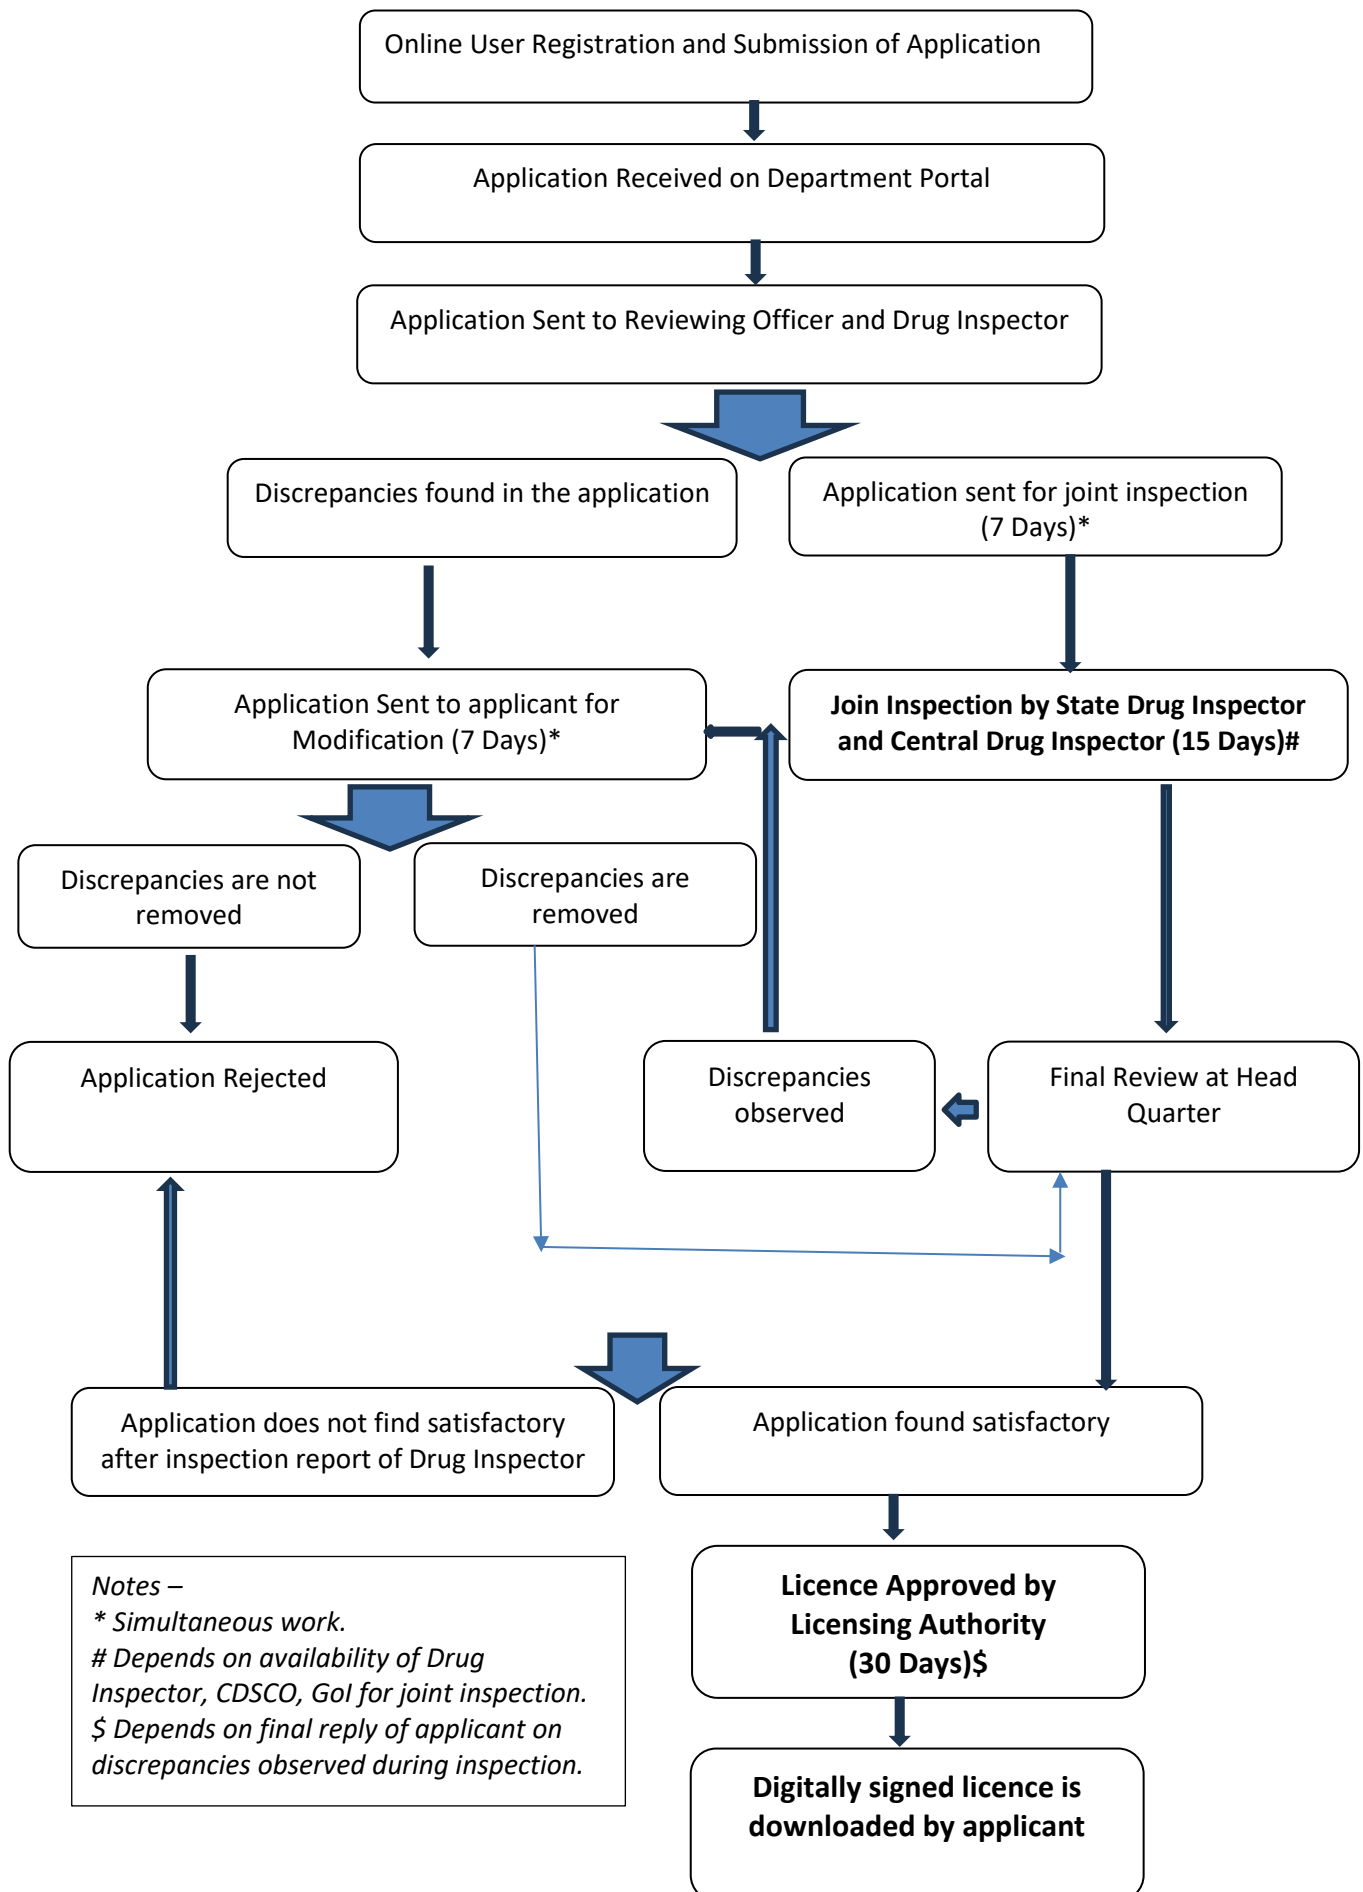 Online User Registration and Submission of Application
Application Received on Department Portal
Application Sent to Reviewing Officer and Drug Inspector
Discrepancies found in the application
Application sent for joint inspection
(7 Days)*
Application Sent to applicant for
Modification (7 Days)*
Join Inspection by State Drug Inspector
and Central Drug Inspector (15 Days)#
Discrepancies are not
removed
Discrepancies are
removed
Application Rejected
Discrepancies
observed
Final Review at Head
Quarter
Application does not find satisfactory
after inspection report of Drug Inspector
Application found satisfactory
Licence Approved by
Licensing Authority
(30 Days)$
Notes –
* Simultaneous work.
# Depends on availability of Drug
Inspector, CDSCO, GoI for joint inspection.
$ Depends on final reply of applicant on
discrepancies observed during inspection.
Digitally signed licence is
downloaded by applicant